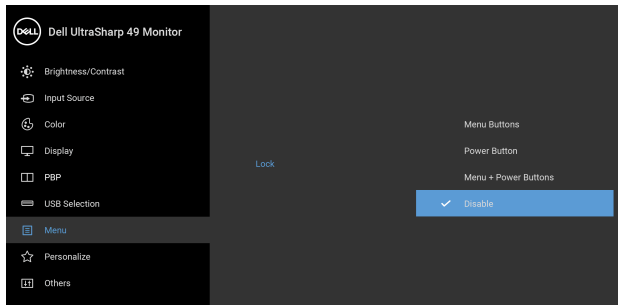 DELL
Dell UltraSharp 49 Monitor
Brightness/Contrast
Input Source
Color
Display
PBP
USB Selection
Menu
Personalize
Others
Lock
Menu Buttons
Power Button
Menu + Power Buttons
Disable